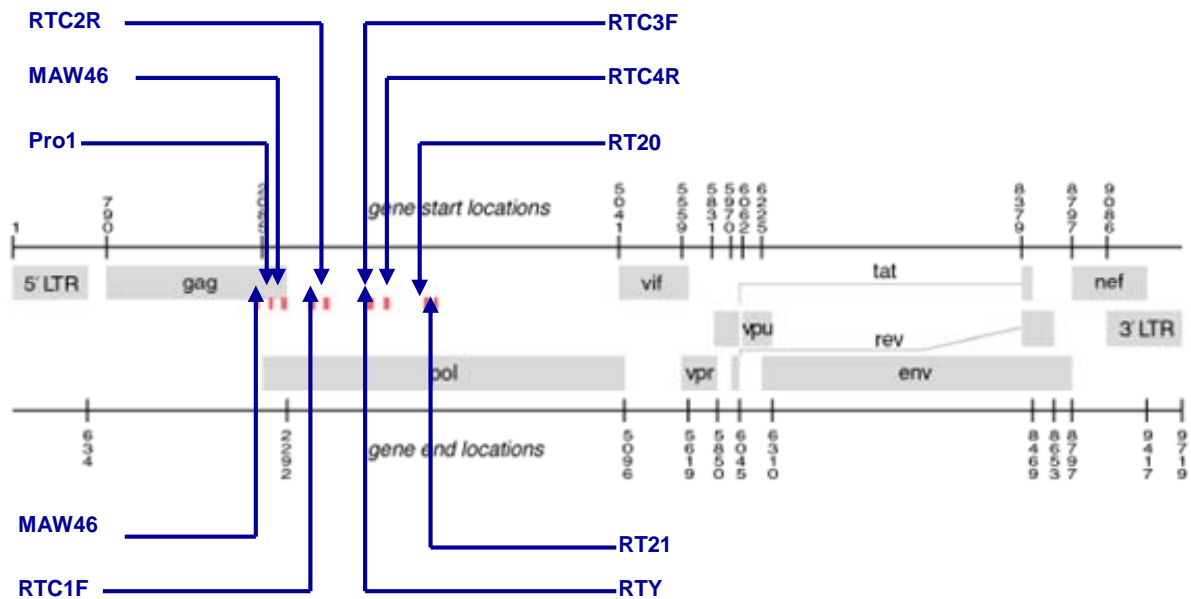 RTC2R RTC3F
MAW46 RTC4R
Pro1 RT20
1 790 5041 5559 5831 5970 6062 6225 8379 8797 9086
gene start locations
5′ LTR gag vif tat nef
vpu rev 3′ LTR
pol vpr env
634 2292 5096 5619 5850 6045 6310 8469 8653 8797 9417 9719
gene end locations
MAW46 RT21
RTC1F RTY